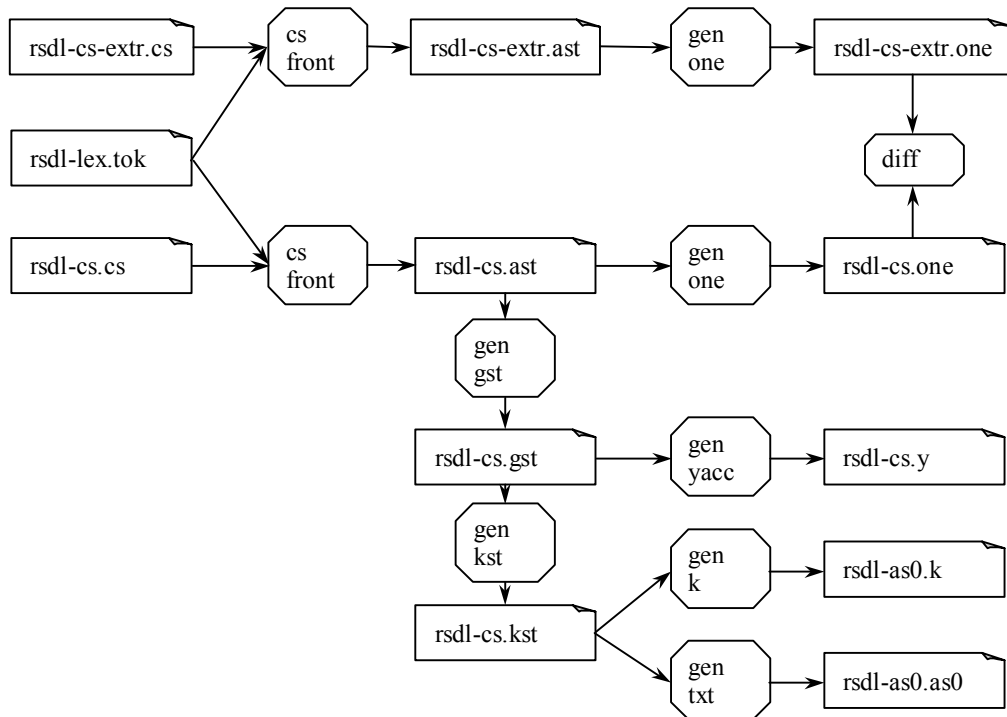 rsdl-cs-extr.cs
cs
front
rsdl-cs-extr.ast
gen
one
rsdl-cs-extr.one
rsdl-lex.tok
diff
rsdl-cs.cs
cs
front
rsdl-cs.ast
gen
one
rsdl-cs.one
gen
gst
rsdl-cs.gst
gen
yacc
rsdl-cs.y
gen
kst
gen
k
rsdl-as0.k
rsdl-cs.kst
gen
txt
rsdl-as0.as0